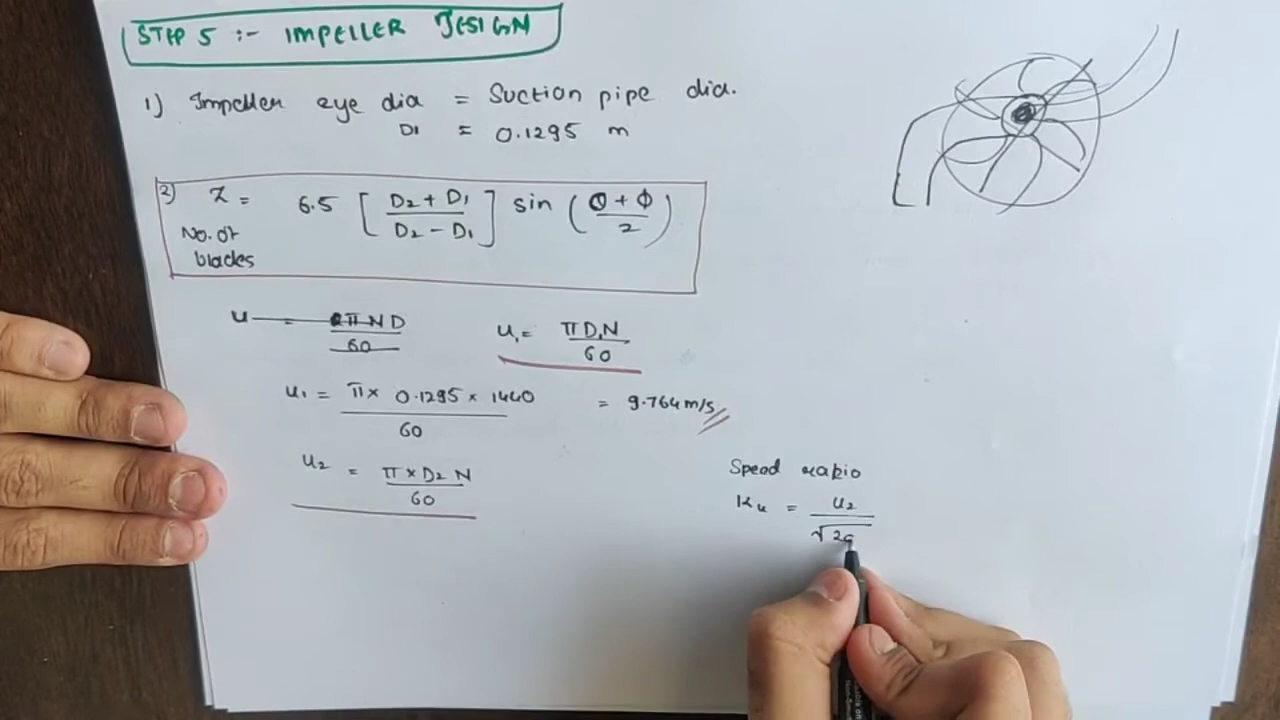 STEP 5 :- IMPELLER DESIGN
1) Impeller eye dia = Suction pipe dia.
D1 = 0.1295 m
2) Z = 6.5 [ D2 + D1 / D2 - D1 ] sin ( θ + Φ / 2 )
No. of
blades
u = 2πND / 60
u1 = πD1N / 60
u1 = π × 0.1295 × 1440 / 60 = 9.764 m/s
u2 = π × D2 N / 60
Speed ratio
Ku = u2 / √2g